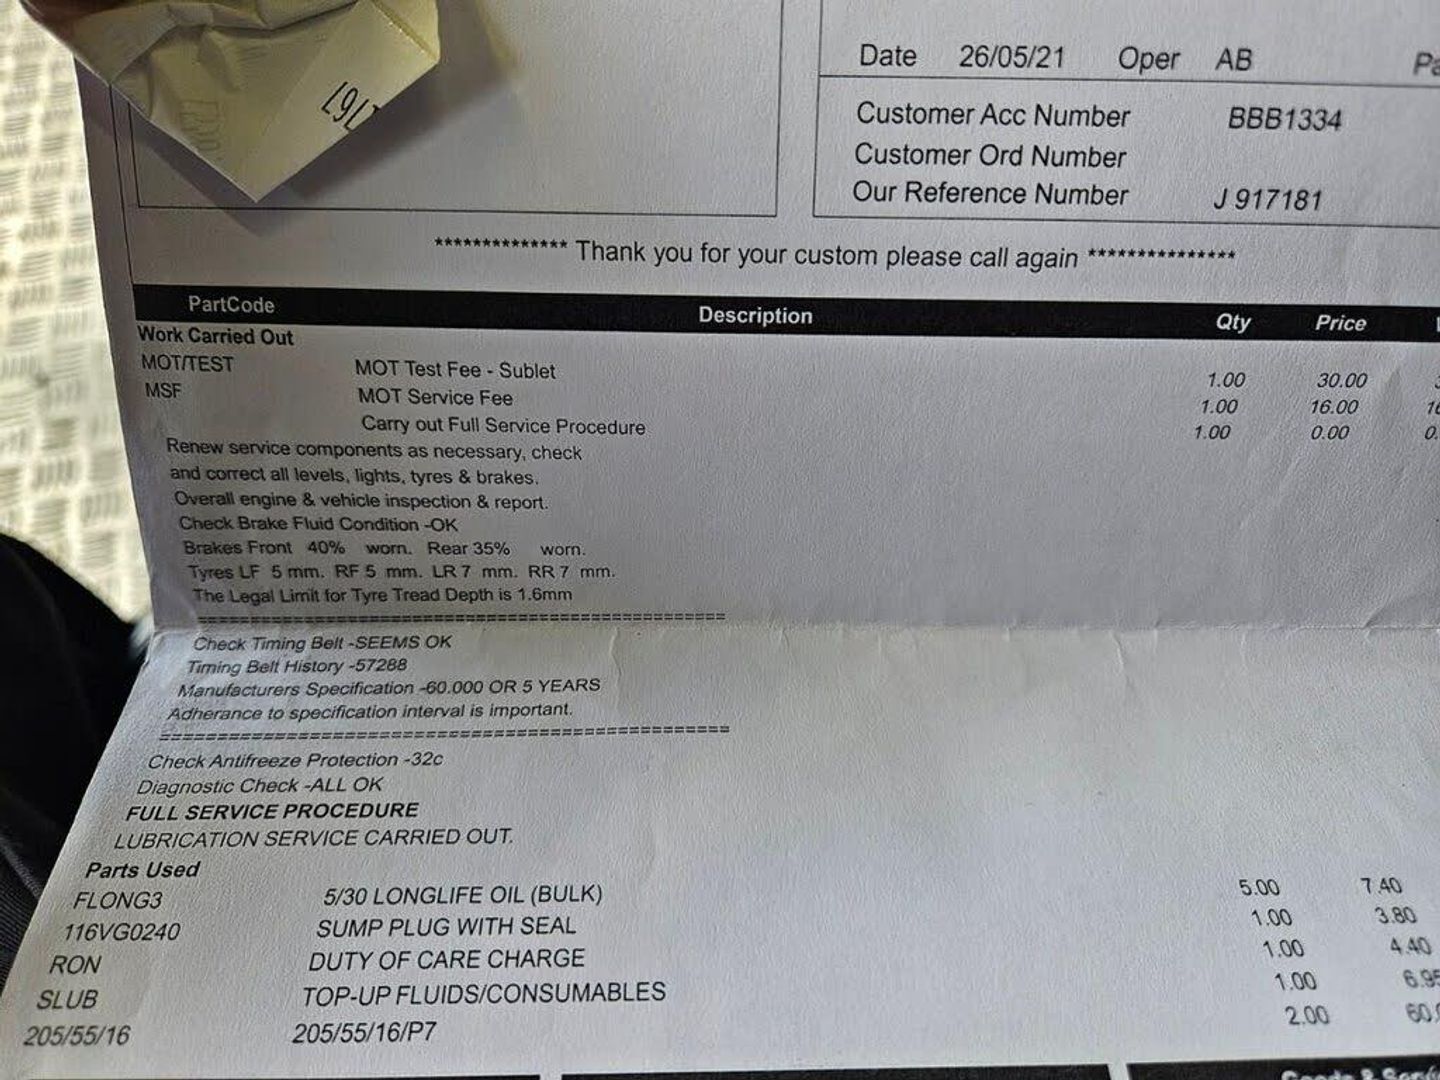 Date 26/05/21 Oper AB
Customer Acc Number BBB1334
Customer Ord Number
Our Reference Number J 917181
************** Thank you for your custom please call again ****************
PartCode Description Qty Price
Work Carried Out
MOT/TEST MOT Test Fee - Sublet 1.00 30.00
MSF MOT Service Fee 1.00 16.00
Carry out Full Service Procedure 1.00 0.00
Renew service components as necessary, check
and correct all levels, lights, tyres & brakes.
Overall engine & vehicle inspection & report.
Check Brake Fluid Condition -OK
Brakes Front 40% worn. Rear 35% worn.
Tyres LF 5 mm. RF 5 mm. LR 7 mm. RR 7 mm.
The Legal Limit for Tyre Tread Depth is 1.6mm
Check Timing Belt -SEEMS OK
Timing Belt History -57288
Manufacturers Specification -60.000 OR 5 YEARS
Adherance to specification interval is important.
Check Antifreeze Protection -32c
Diagnostic Check -ALL OK
FULL SERVICE PROCEDURE
LUBRICATION SERVICE CARRIED OUT.
Parts Used
FLONG3 5/30 LONGLIFE OIL (BULK) 5.00 7.40
116VG0240 SUMP PLUG WITH SEAL 1.00 3.80
RON DUTY OF CARE CHARGE 1.00 4.40
SLUB TOP-UP FLUIDS/CONSUMABLES 1.00 6.95
205/55/16 205/55/16/P7 2.00